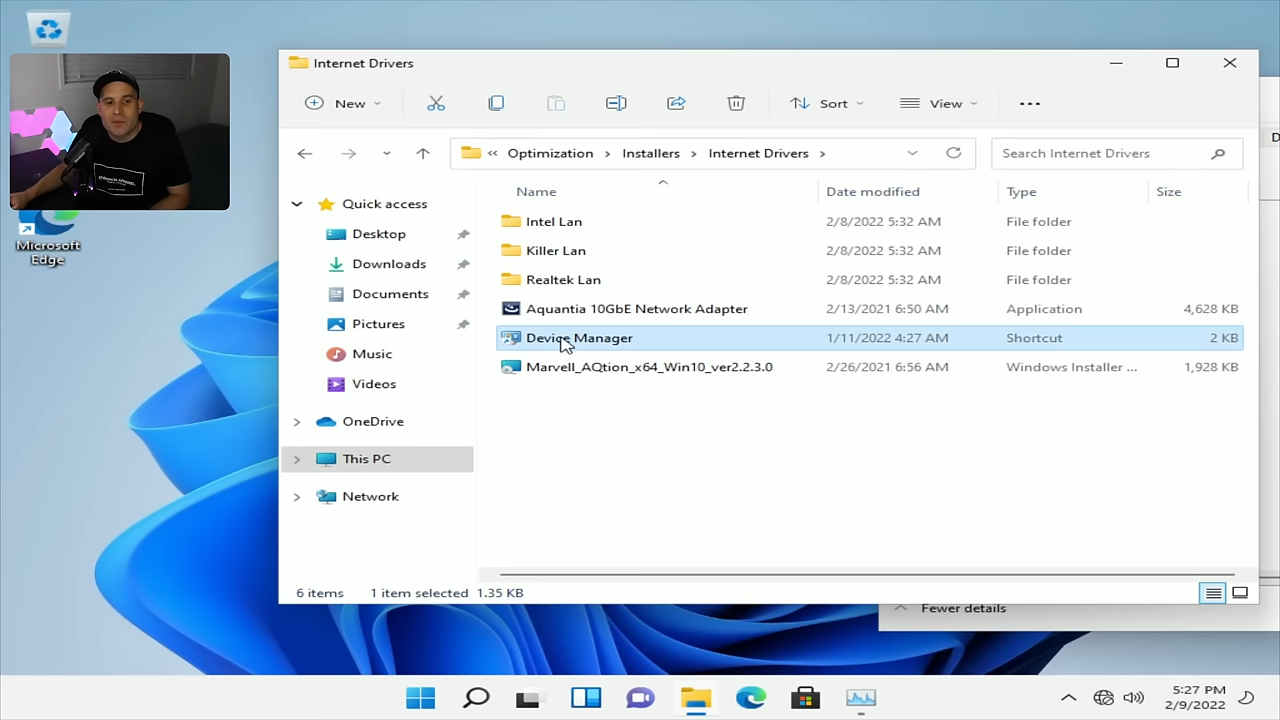 Internet Drivers
New
Sort
View
Optimization
Installers
Internet Drivers
Search Internet Drivers
Name
Date modified
Type
Size
Quick access
Desktop
Downloads
Documents
Pictures
Music
Videos
OneDrive
This PC
Network
Intel Lan 2/8/2022 5:32 AM File folder
Killer Lan 2/8/2022 5:32 AM File folder
Realtek Lan 2/8/2022 5:32 AM File folder
Aquantia 10GbE Network Adapter 2/13/2021 6:50 AM Application 4,628 KB
Device Manager 1/11/2022 4:27 AM Shortcut 2 KB
Marvell_AQtion_x64_Win10_ver2.2.3.0 2/26/2021 6:56 AM Windows Installer ... 1,928 KB
6 items 1 item selected 1.35 KB
Fewer details
Microsoft
Edge
5:27 PM
2/9/2022